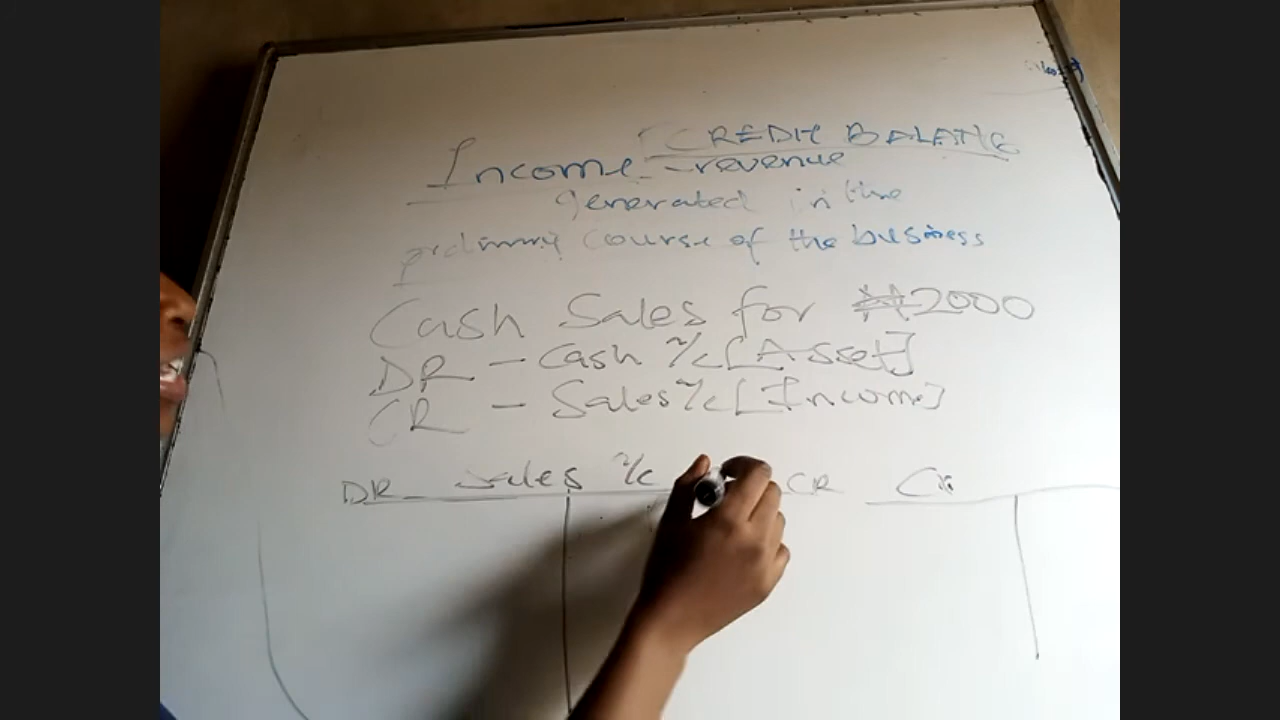 CREDIT BALANCE
Income - revenue
generated in the
primary course of the business
Cash Sales for ₦2000
DR - Cash A/c [Asset]
CR - Sales A/c [Income]
DR Sales A/c CR